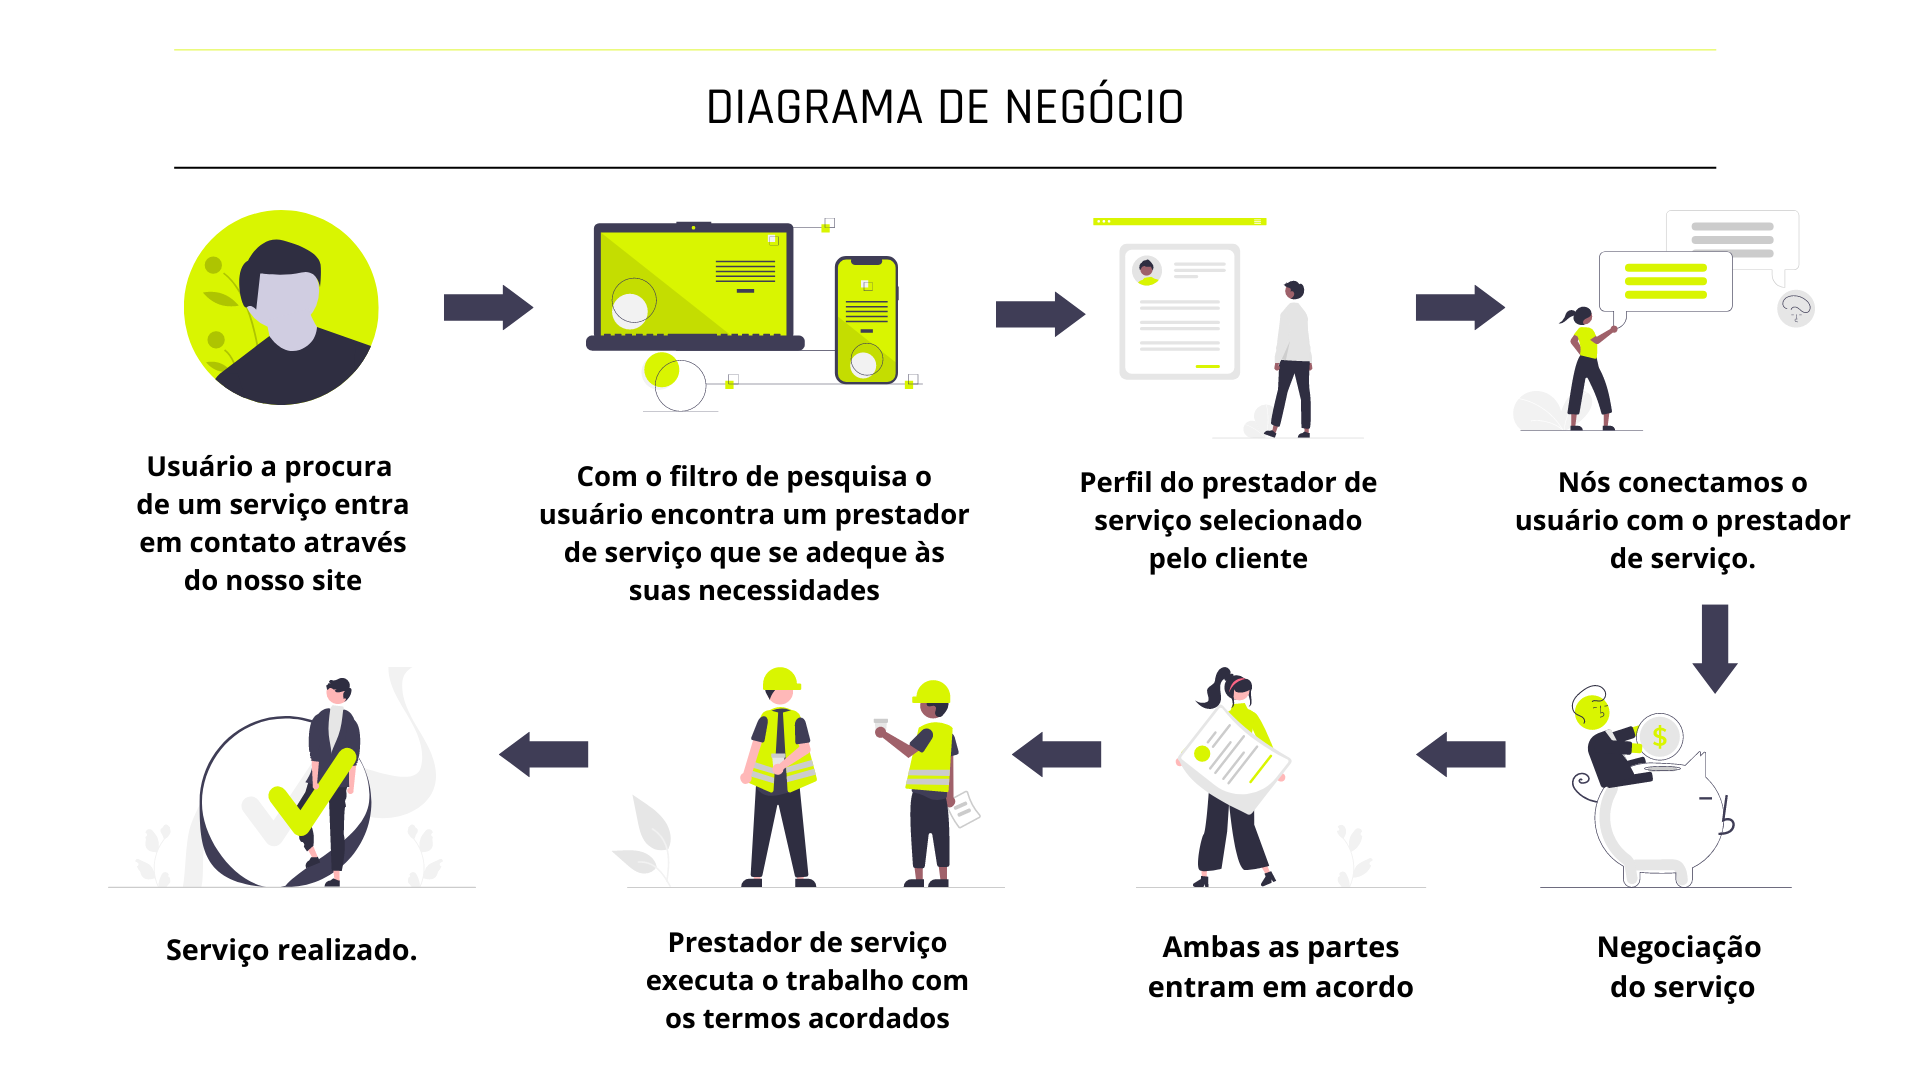 DIAGRAMA DE NEGÓCIO
Usuário a procura
de um serviço entra
em contato através
do nosso site
Com o filtro de pesquisa o
usuário encontra um prestador
de serviço que se adeque às
suas necessidades
Perfil do prestador de
serviço selecionado
pelo cliente
Nós conectamos o
usuário com o prestador
de serviço.
$
Negociação
do serviço
Ambas as partes
entram em acordo
Prestador de serviço
executa o trabalho com
os termos acordados
Serviço realizado.